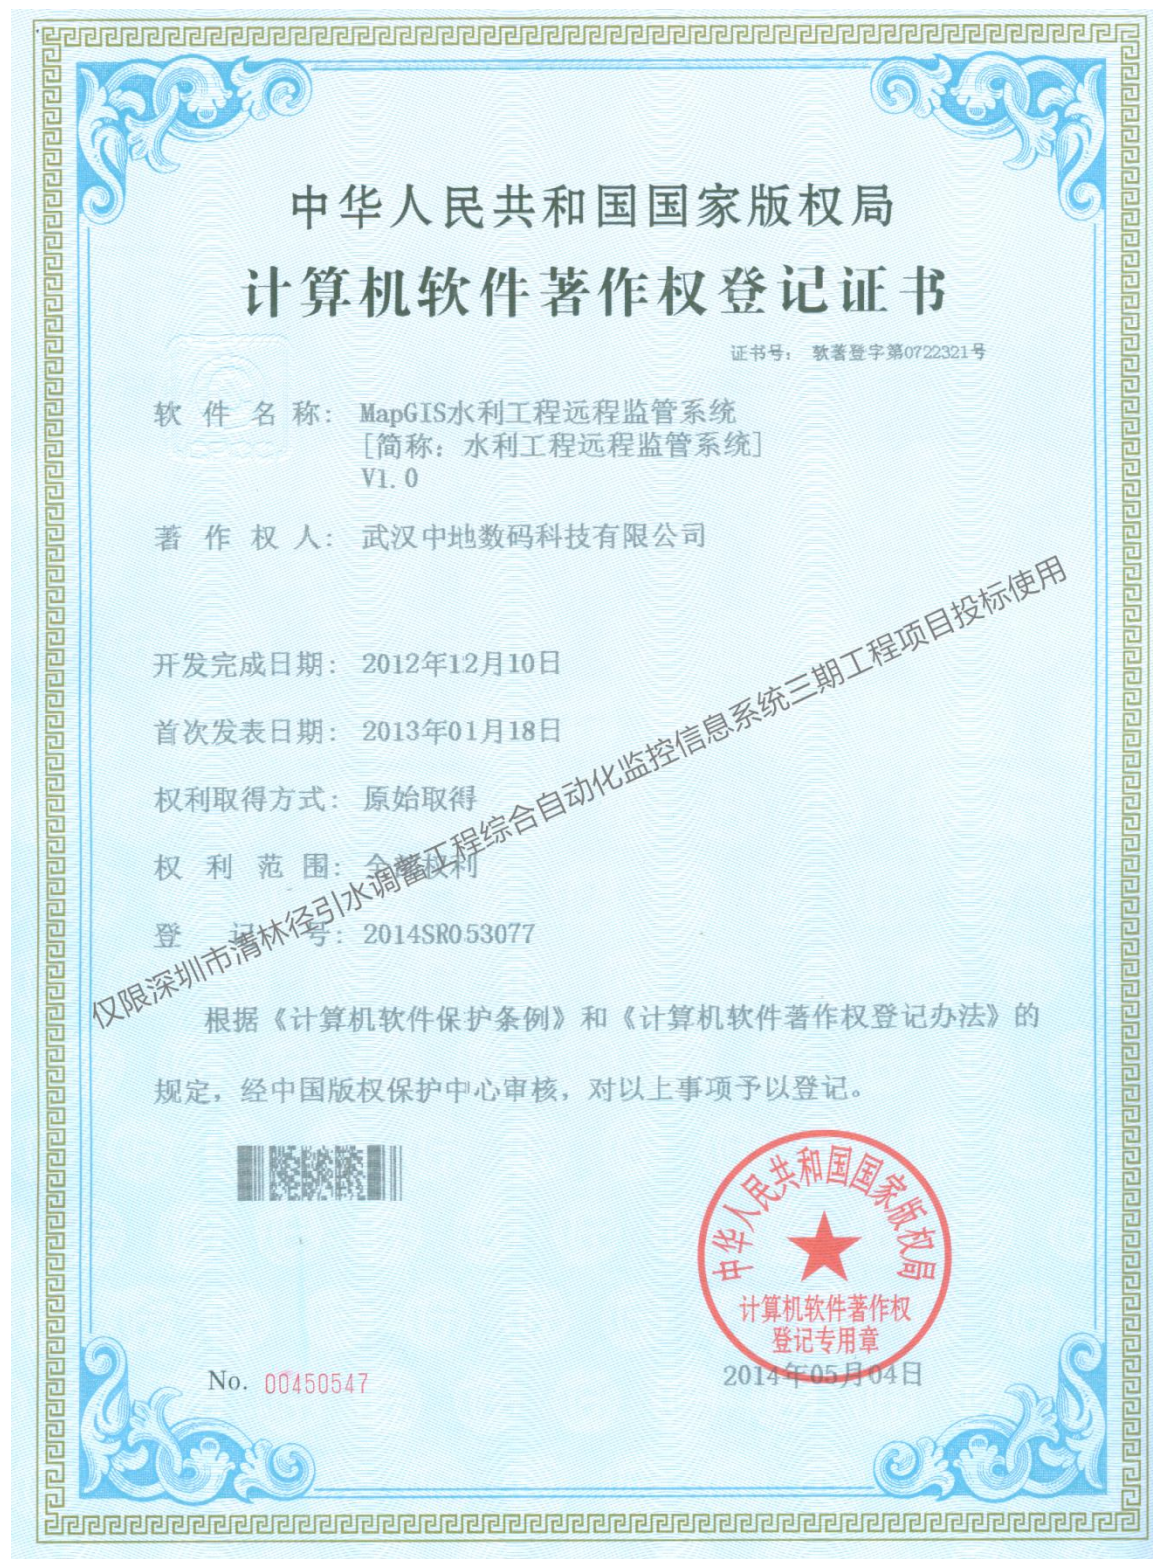 中华人民共和国国家版权局
计算机软件著作权登记证书
证书号： 软著登字第0722321号
软件名称： MapGIS水利工程远程监管系统
[简称：水利工程远程监管系统]
V1.0
著作权人： 武汉中地数码科技有限公司
开发完成日期： 2012年12月10日
首次发表日期： 2013年01月18日
权利取得方式： 原始取得
权利范围： 全部权利
登记号： 2014SR053077
仅限深圳市清林径引水调蓄工程综合自动化监控信息系统三期工程项目投标使用
根据《计算机软件保护条例》和《计算机软件著作权登记办法》的
规定，经中国版权保护中心审核，对以上事项予以登记。
中华人民共和国国家版权局
计算机软件著作权
登记专用章
No. 00450547
2014年05月04日